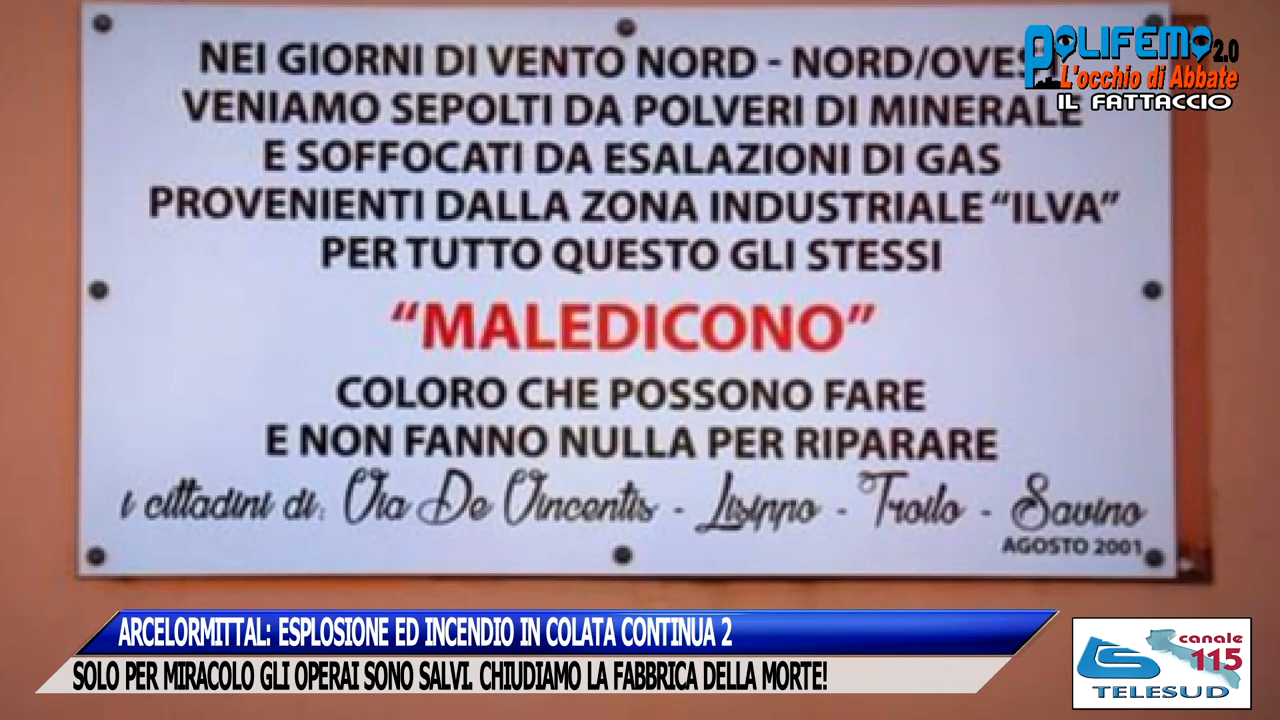 NEI GIORNI DI VENTO NORD - NORD/OVES
VENIAMO SEPOLTI DA POLVERI DI MINERALE
E SOFFOCATI DA ESALAZIONI DI GAS
PROVENIENTI DALLA ZONA INDUSTRIALE “ILVA”
PER TUTTO QUESTO GLI STESSI
“MALEDICONO”
COLORO CHE POSSONO FARE
E NON FANNO NULLA PER RIPARARE
i cittadini di: Via De Vincentis - Lisippo - Troilo - Savino
AGOSTO 2001
POLIFEMO 2.0
L'occhio di Abbate
IL FATTACCIO
ARCELORMITTAL: ESPLOSIONE ED INCENDIO IN COLATA CONTINUA 2
SOLO PER MIRACOLO GLI OPERAI SONO SALVI. CHIUDIAMO LA FABBRICA DELLA MORTE!
canale
115
TS
TELESUD